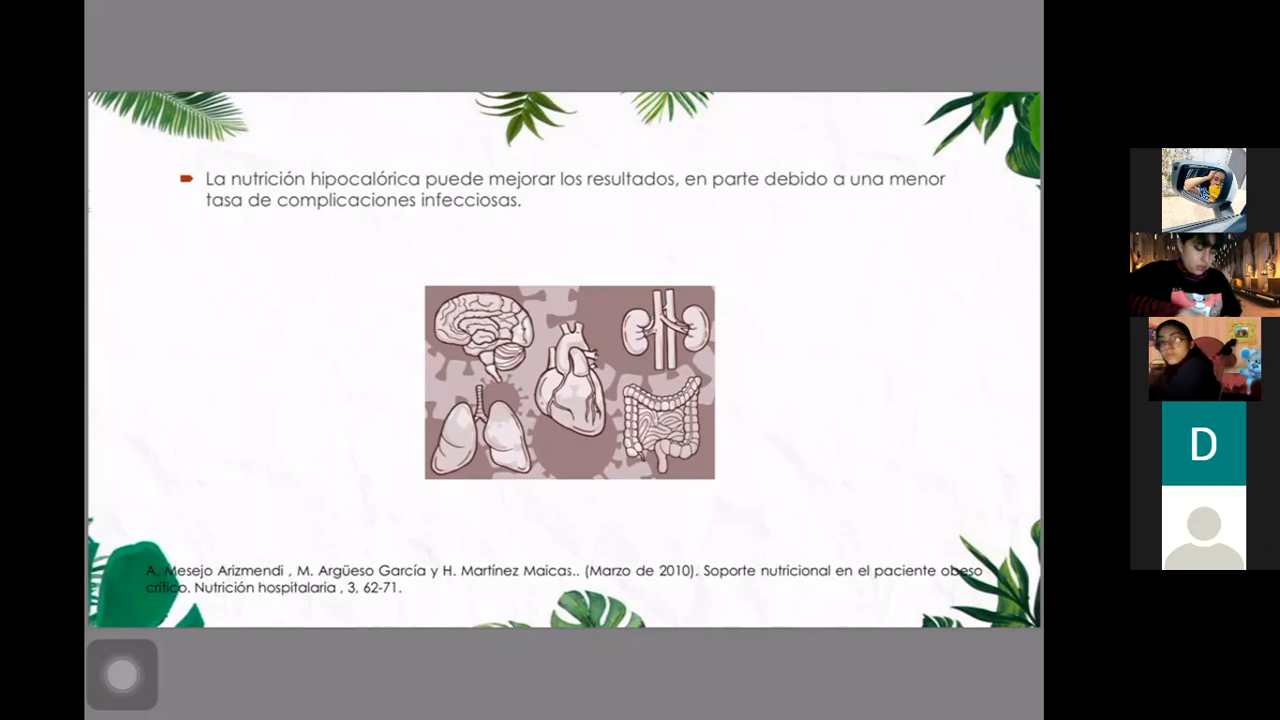 La nutrición hipocalórica puede mejorar los resultados, en parte debido a una menor
tasa de complicaciones infecciosas.
A. Mesejo Arizmendi , M. Argüeso García y H. Martínez Maicas.. (Marzo de 2010). Soporte nutricional en el paciente obeso
crítico. Nutrición hospitalaria , 3, 62-71.
D